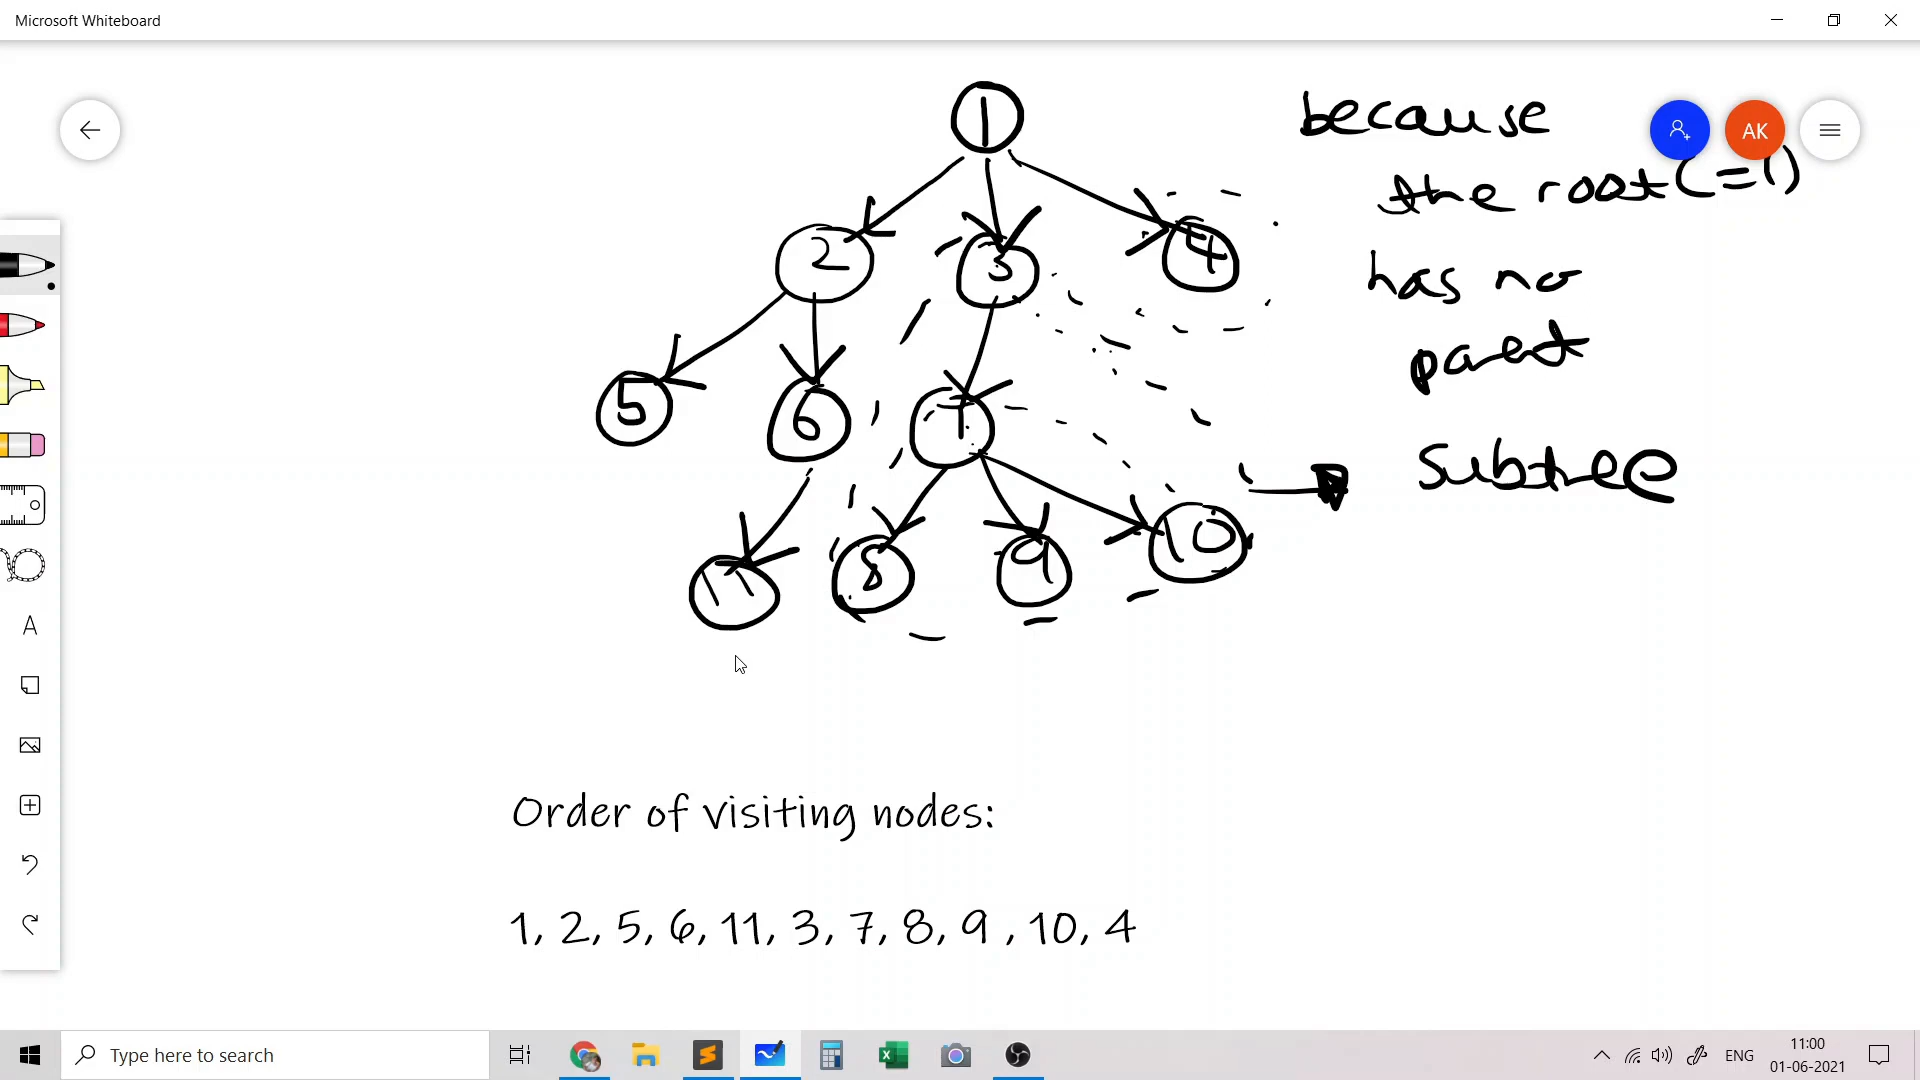 Microsoft Whiteboard
1
because
AK
the root (=1)
2
3
4
has no
parent
5
6
7
subtree
11
8
9
10
A
Order of visiting nodes:
1, 2, 5, 6, 11, 3, 7, 8, 9 , 10, 4
Type here to search
ENG
11:00
01-06-2021